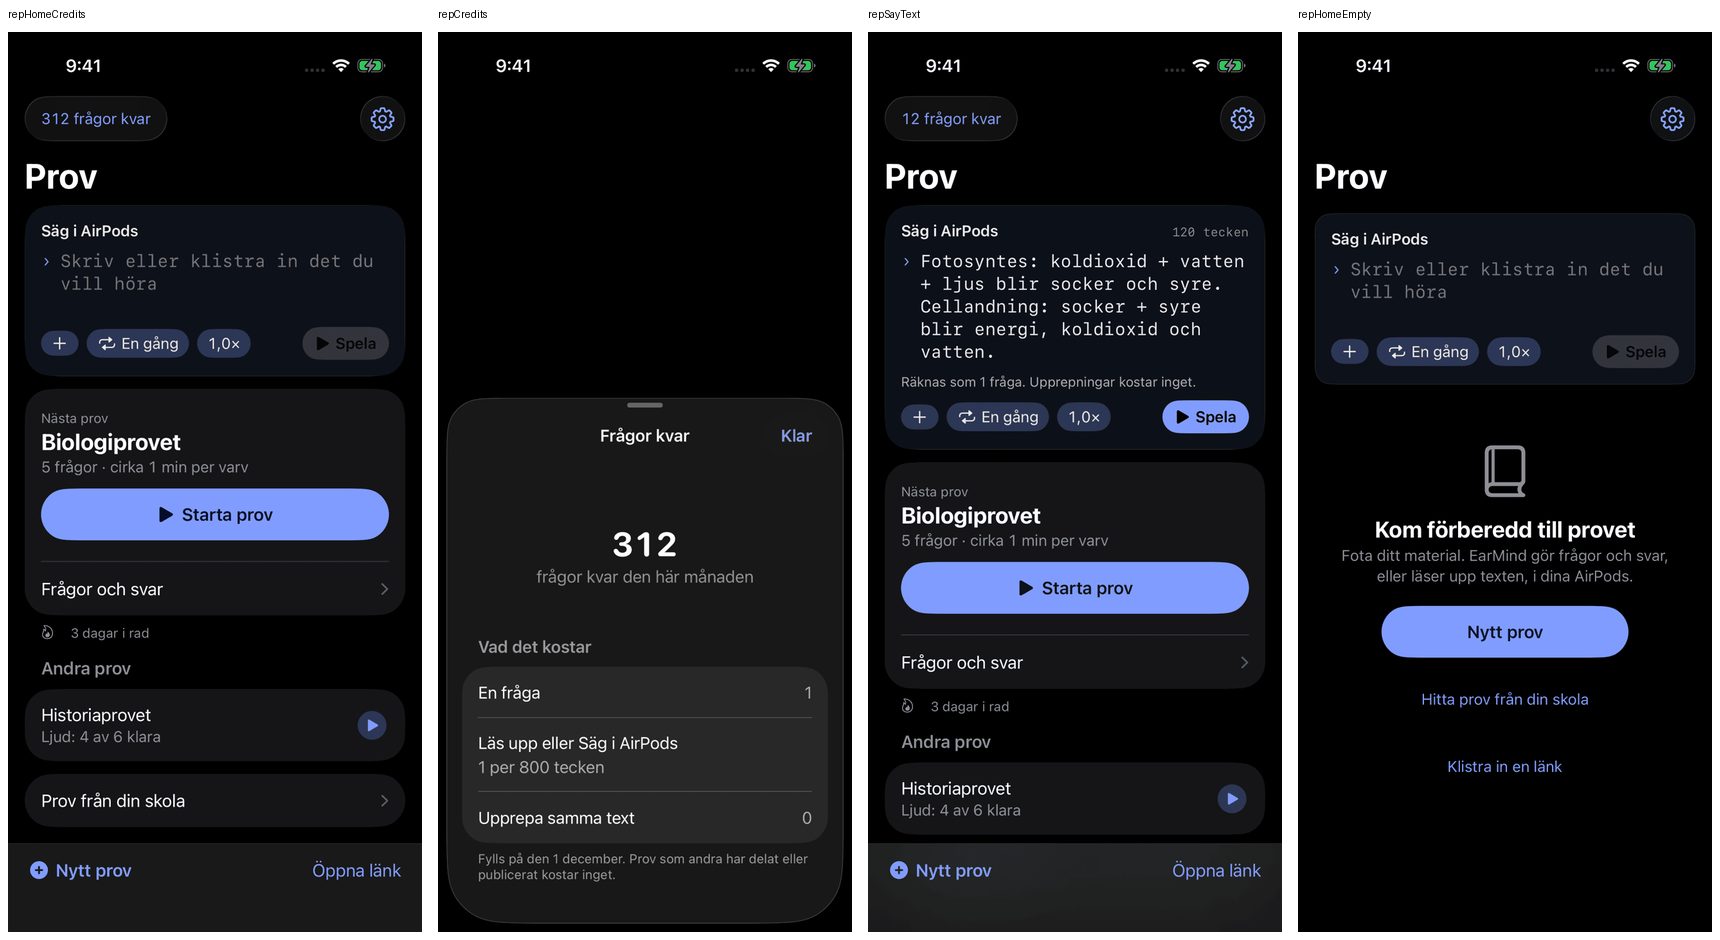 repHomeCredits
9:41
312 frågor kvar
Prov
Säg i AirPods
› Skriv eller klistra in det du
vill höra
+ En gång 1,0× Spela
Nästa prov
Biologiprovet
5 frågor · cirka 1 min per varv
Starta prov
Frågor och svar
3 dagar i rad
Andra prov
Historiaprovet
Ljud: 4 av 6 klara
Prov från din skola
Nytt prov Öppna länk
repCredits
9:41
Frågor kvar Klar
312
frågor kvar den här månaden
Vad det kostar
En fråga 1
Läs upp eller Säg i AirPods
1 per 800 tecken
Upprepa samma text 0
Fylls på den 1 december. Prov som andra har delat eller
publicerat kostar inget.
repSayText
9:41
12 frågor kvar
Prov
Säg i AirPods 120 tecken
› Fotosyntes: koldioxid + vatten
+ ljus blir socker och syre.
Cellandning: socker + syre
blir energi, koldioxid och
vatten.
Räknas som 1 fråga. Upprepningar kostar inget.
+ En gång 1,0× Spela
Nästa prov
Biologiprovet
5 frågor · cirka 1 min per varv
Starta prov
Frågor och svar
3 dagar i rad
Andra prov
Historiaprovet
Ljud: 4 av 6 klara
Nytt prov Öppna länk
repHomeEmpty
9:41
Prov
Säg i AirPods
› Skriv eller klistra in det du
vill höra
+ En gång 1,0× Spela
Kom förberedd till provet
Fota ditt material. EarMind gör frågor och svar,
eller läser upp texten, i dina AirPods.
Nytt prov
Hitta prov från din skola
Klistra in en länk